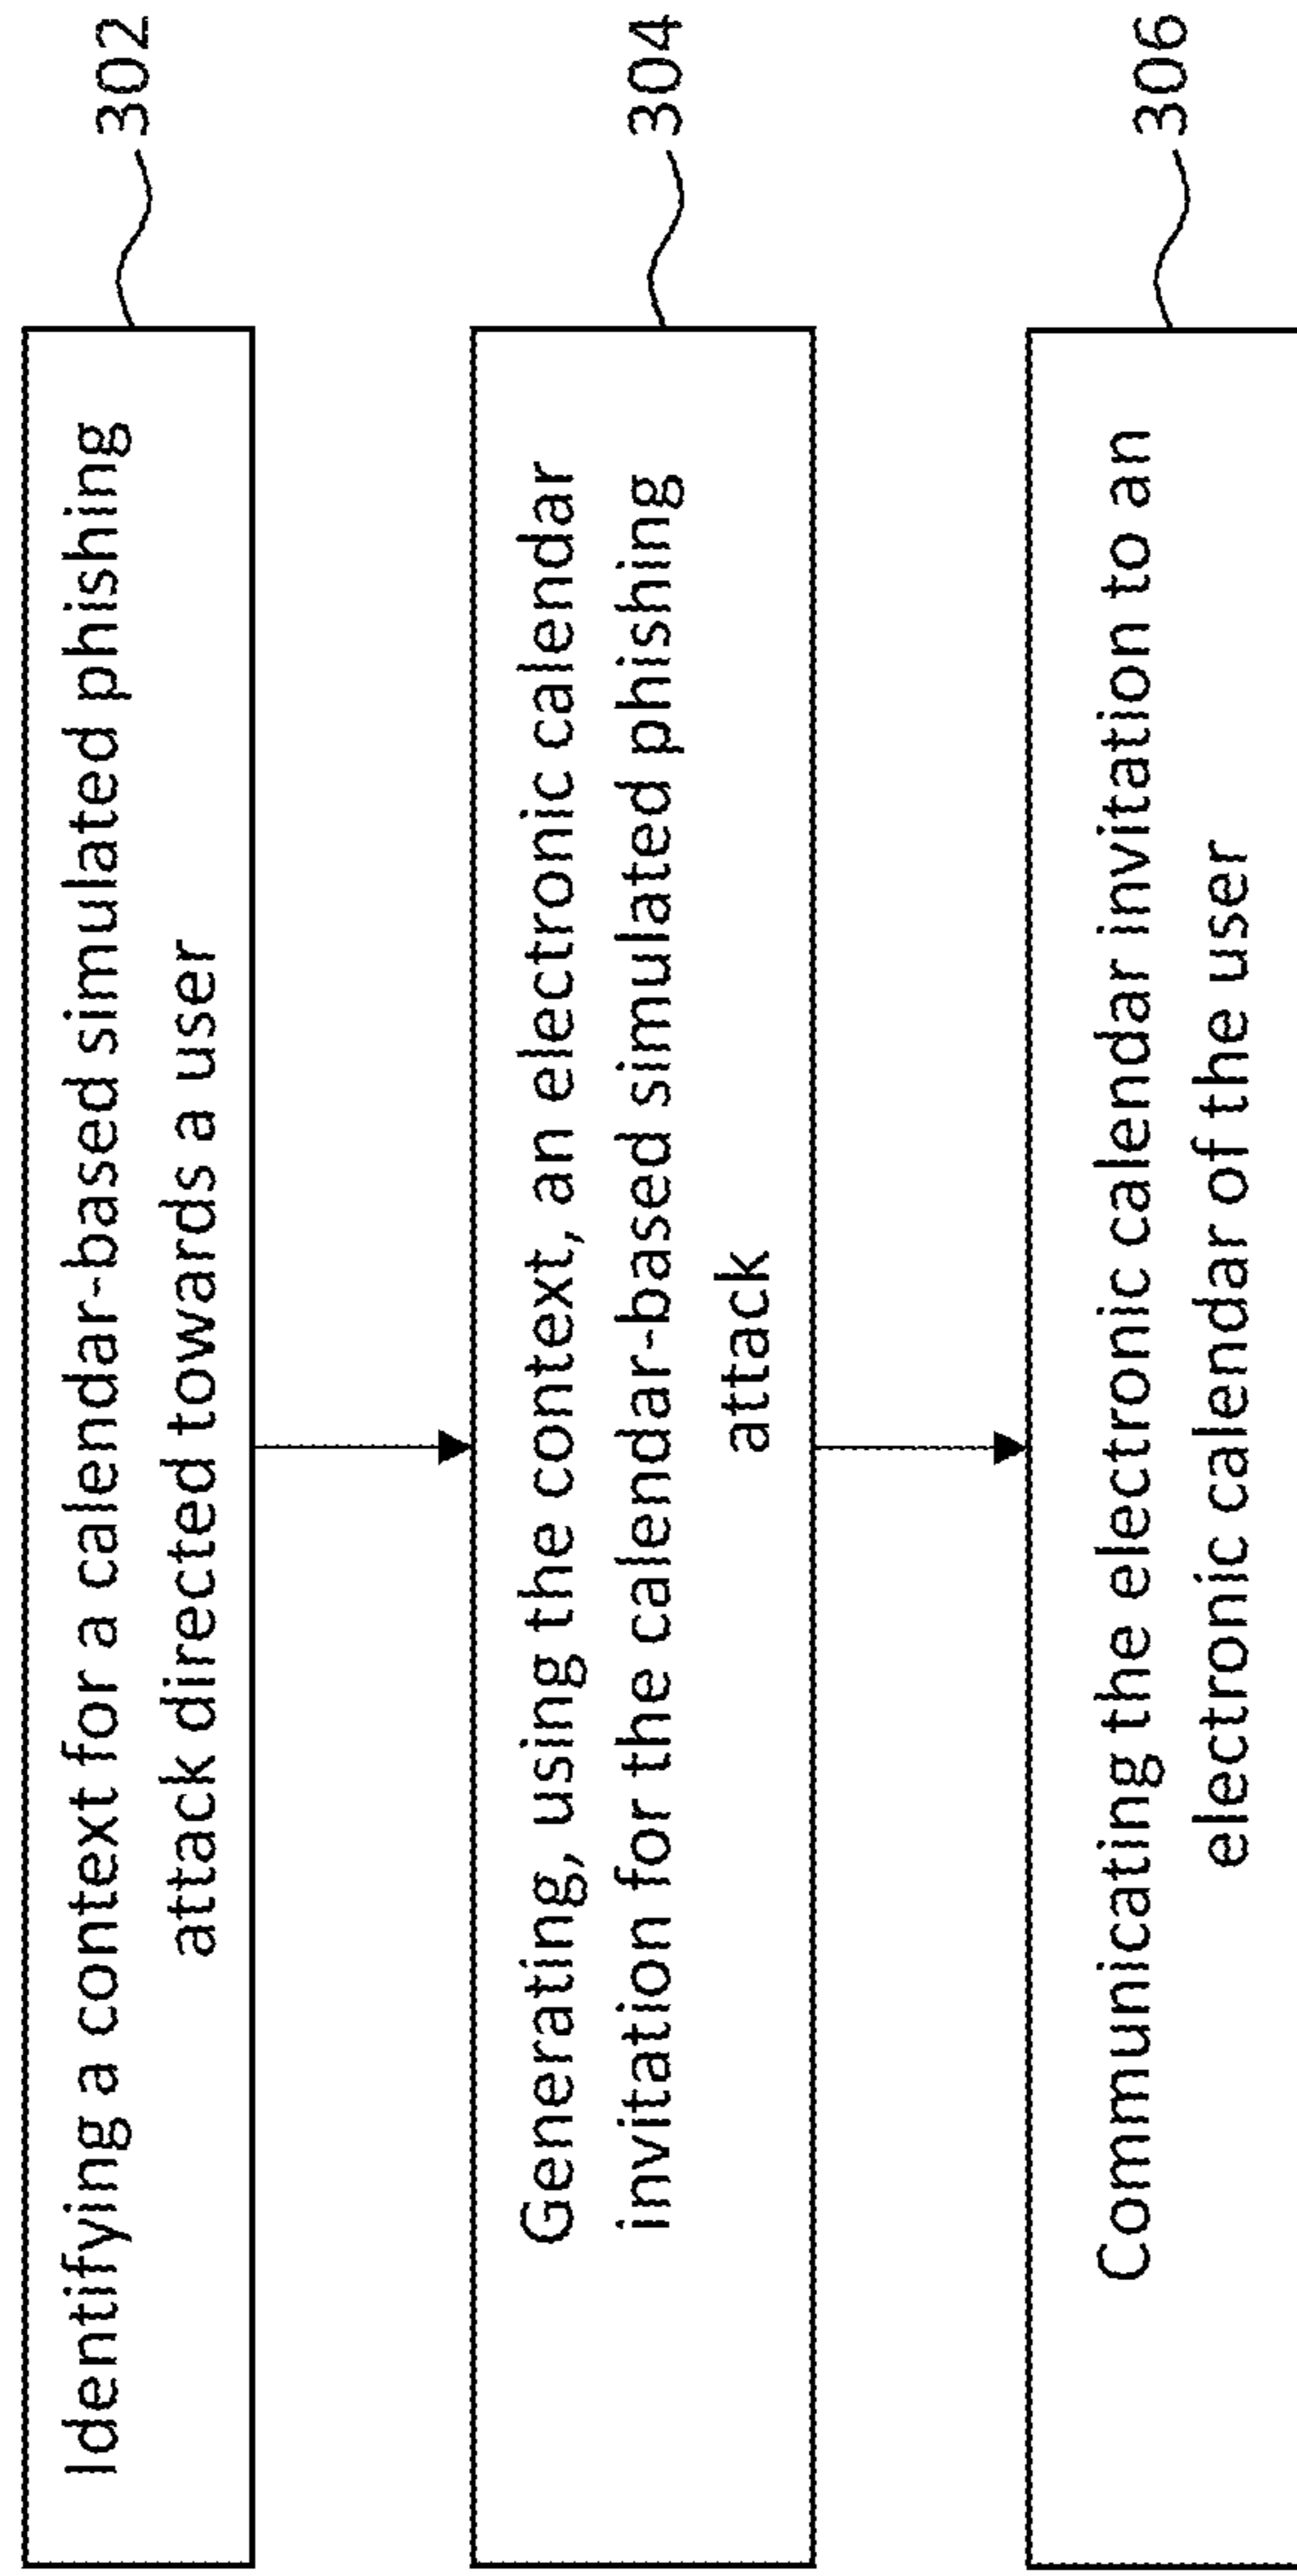 Identifying a context for a calendar-based simulated phishing
attack directed towards a user
302
Generating, using the context, an electronic calendar
invitation for the calendar-based simulated phishing
attack
304
Communicating the electronic calendar invitation to an
electronic calendar of the user
306